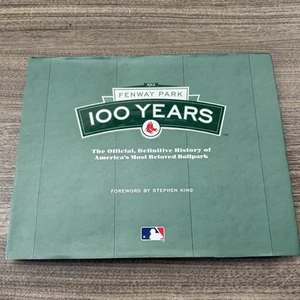 FENWAY PARK
100 YEARS
The Official, Definitive History of
America's Most Beloved Ballpark
FOREWORD BY STEPHEN KING